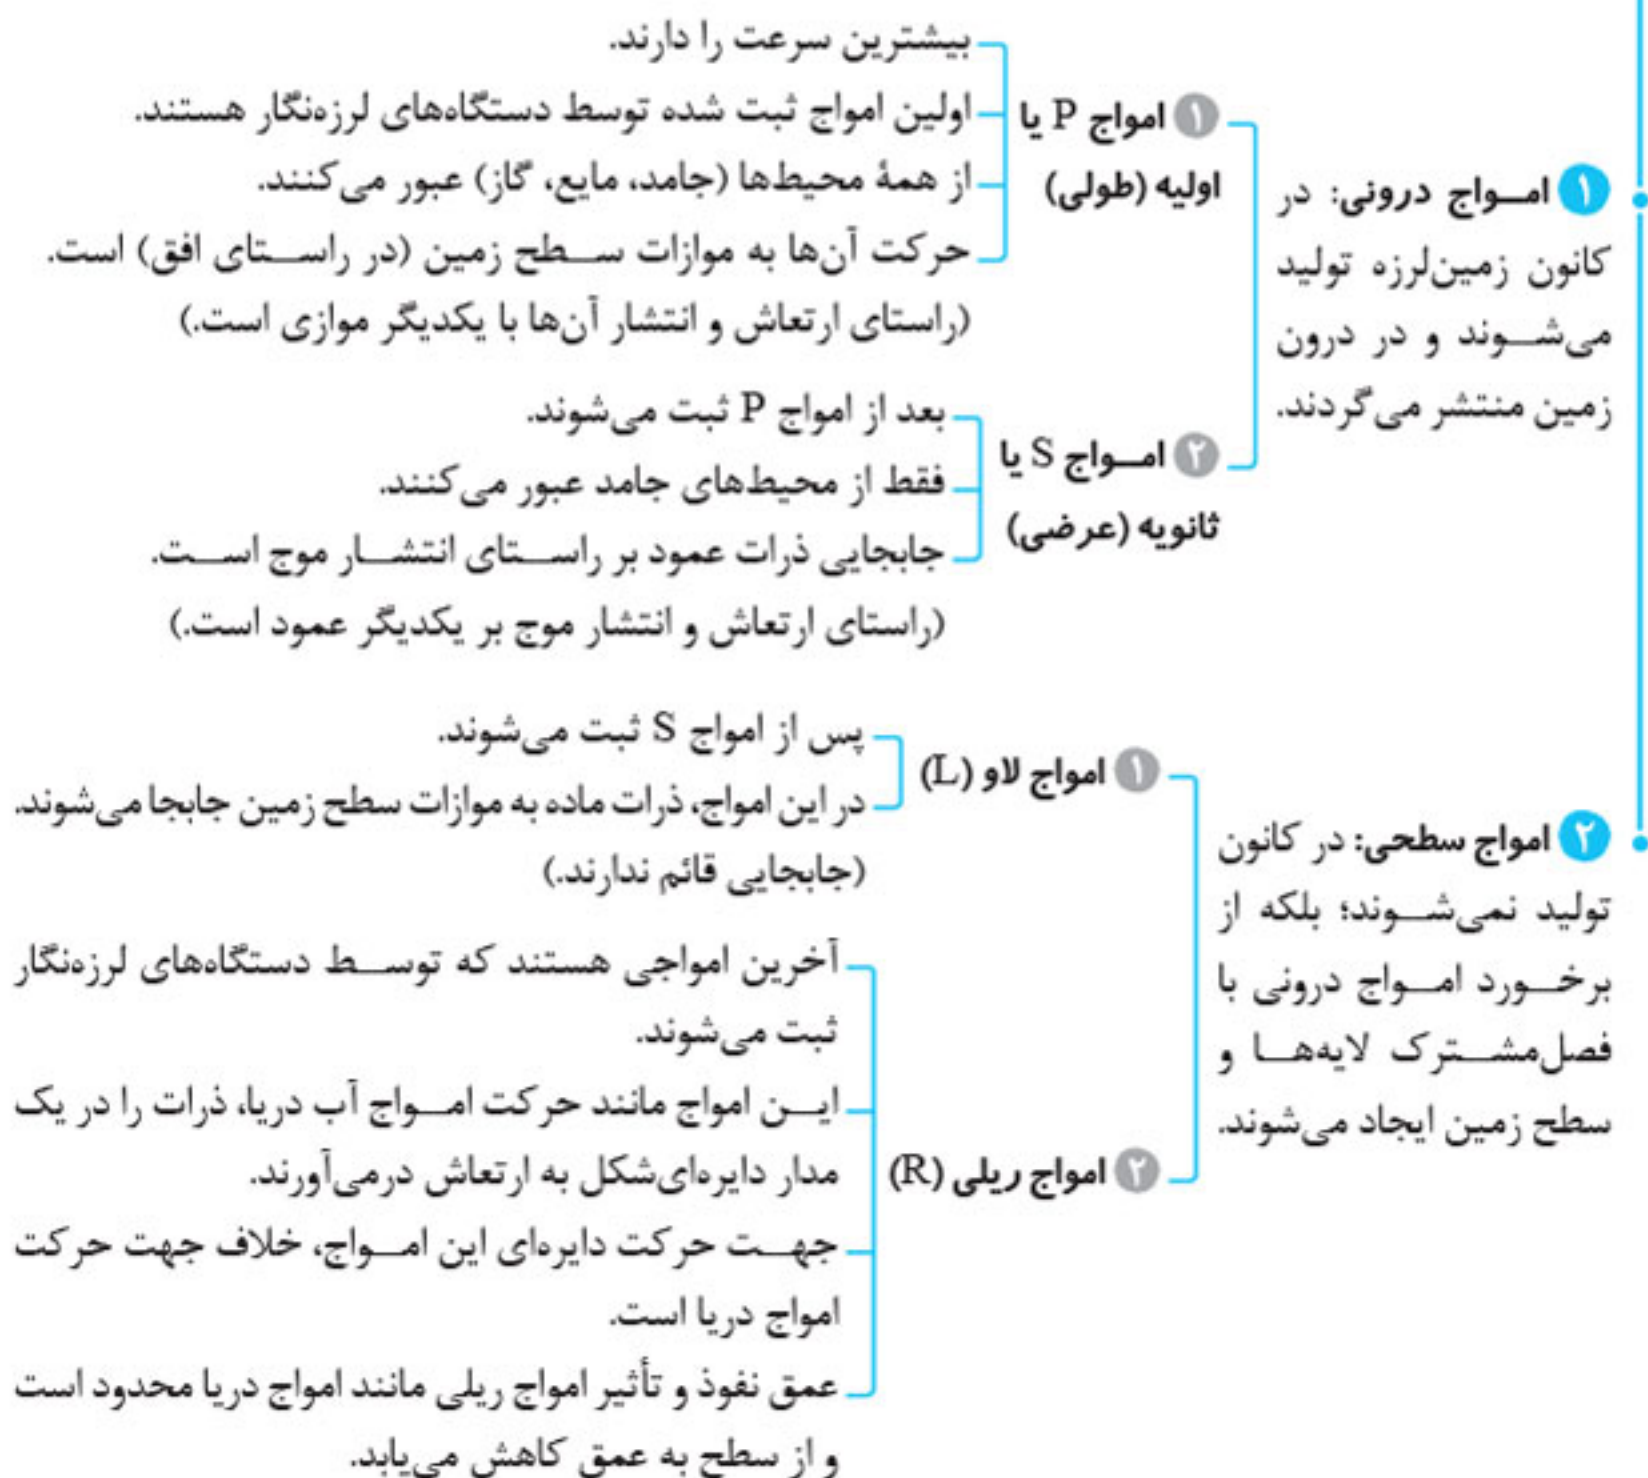 ۱ امواج درونی: در
کانون زمین‌لرزه تولید
می‌شوند و در درون
زمین منتشر می‌گردند.
۱ امواج P یا
اولیه (طولی)
بیشترین سرعت را دارند.
اولین امواج ثبت شده توسط دستگاه‌های لرزه‌نگار هستند.
از همهٔ محیط‌ها (جامد، مایع، گاز) عبور می‌کنند.
حرکت آن‌ها به موازات سطح زمین (در راستای افق) است.
(راستای ارتعاش و انتشار آن‌ها با یکدیگر موازی است.)
۲ امواج S یا
ثانویه (عرضی)
بعد از امواج P ثبت می‌شوند.
فقط از محیط‌های جامد عبور می‌کنند.
جابجایی ذرات عمود بر راستای انتشار موج است.
(راستای ارتعاش و انتشار موج بر یکدیگر عمود است.)
۲ امواج سطحی: در کانون
تولید نمی‌شوند؛ بلکه از
برخورد امواج درونی با
فصل‌مشترک لایه‌ها و
سطح زمین ایجاد می‌شوند.
۱ امواج لاو (L)
پس از امواج S ثبت می‌شوند.
در این امواج، ذرات ماده به موازات سطح زمین جابجا می‌شوند.
(جابجایی قائم ندارند.)
۲ امواج ریلی (R)
آخرین امواجی هستند که توسط دستگاه‌های لرزه‌نگار
ثبت می‌شوند.
این امواج مانند حرکت امواج آب دریا، ذرات را در یک
مدار دایره‌ای‌شکل به ارتعاش درمی‌آورند.
جهت حرکت دایره‌ای این امواج، خلاف جهت حرکت
امواج دریا است.
عمق نفوذ و تأثیر امواج ریلی مانند امواج دریا محدود است
و از سطح به عمق کاهش می‌یابد.